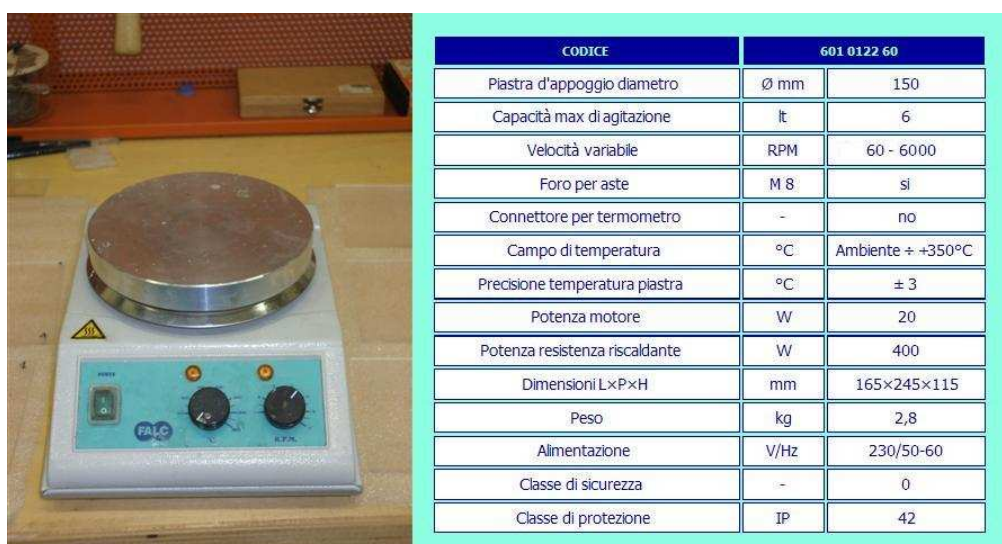 POWER
FALC
°C
R.P.M.
CODICE 601 0122 60
Piastra d'appoggio diametro Ø mm 150
Capacità max di agitazione lt 6
Velocità variabile RPM 60 - 6000
Foro per aste M 8 si
Connettore per termometro - no
Campo di temperatura °C Ambiente ÷ +350°C
Precisione temperatura piastra °C ± 3
Potenza motore W 20
Potenza resistenza riscaldante W 400
Dimensioni L×P×H mm 165×245×115
Peso kg 2,8
Alimentazione V/Hz 230/50-60
Classe di sicurezza - 0
Classe di protezione IP 42